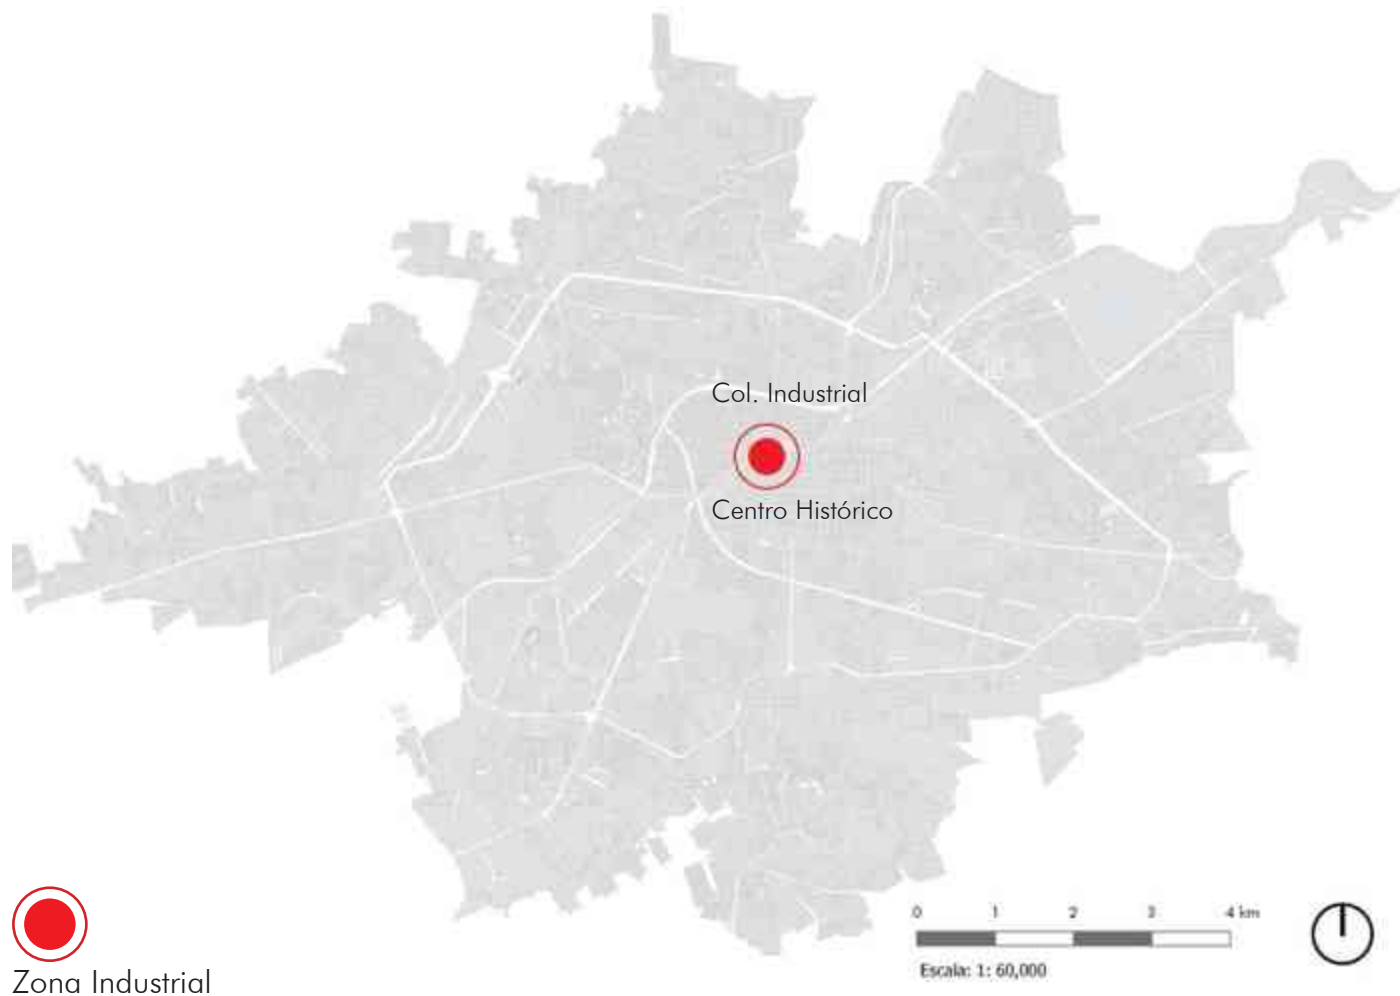 Col. Industrial
Centro Histórico
0 1 2 3 4 km
Escala: 1: 60,000
Zona Industrial